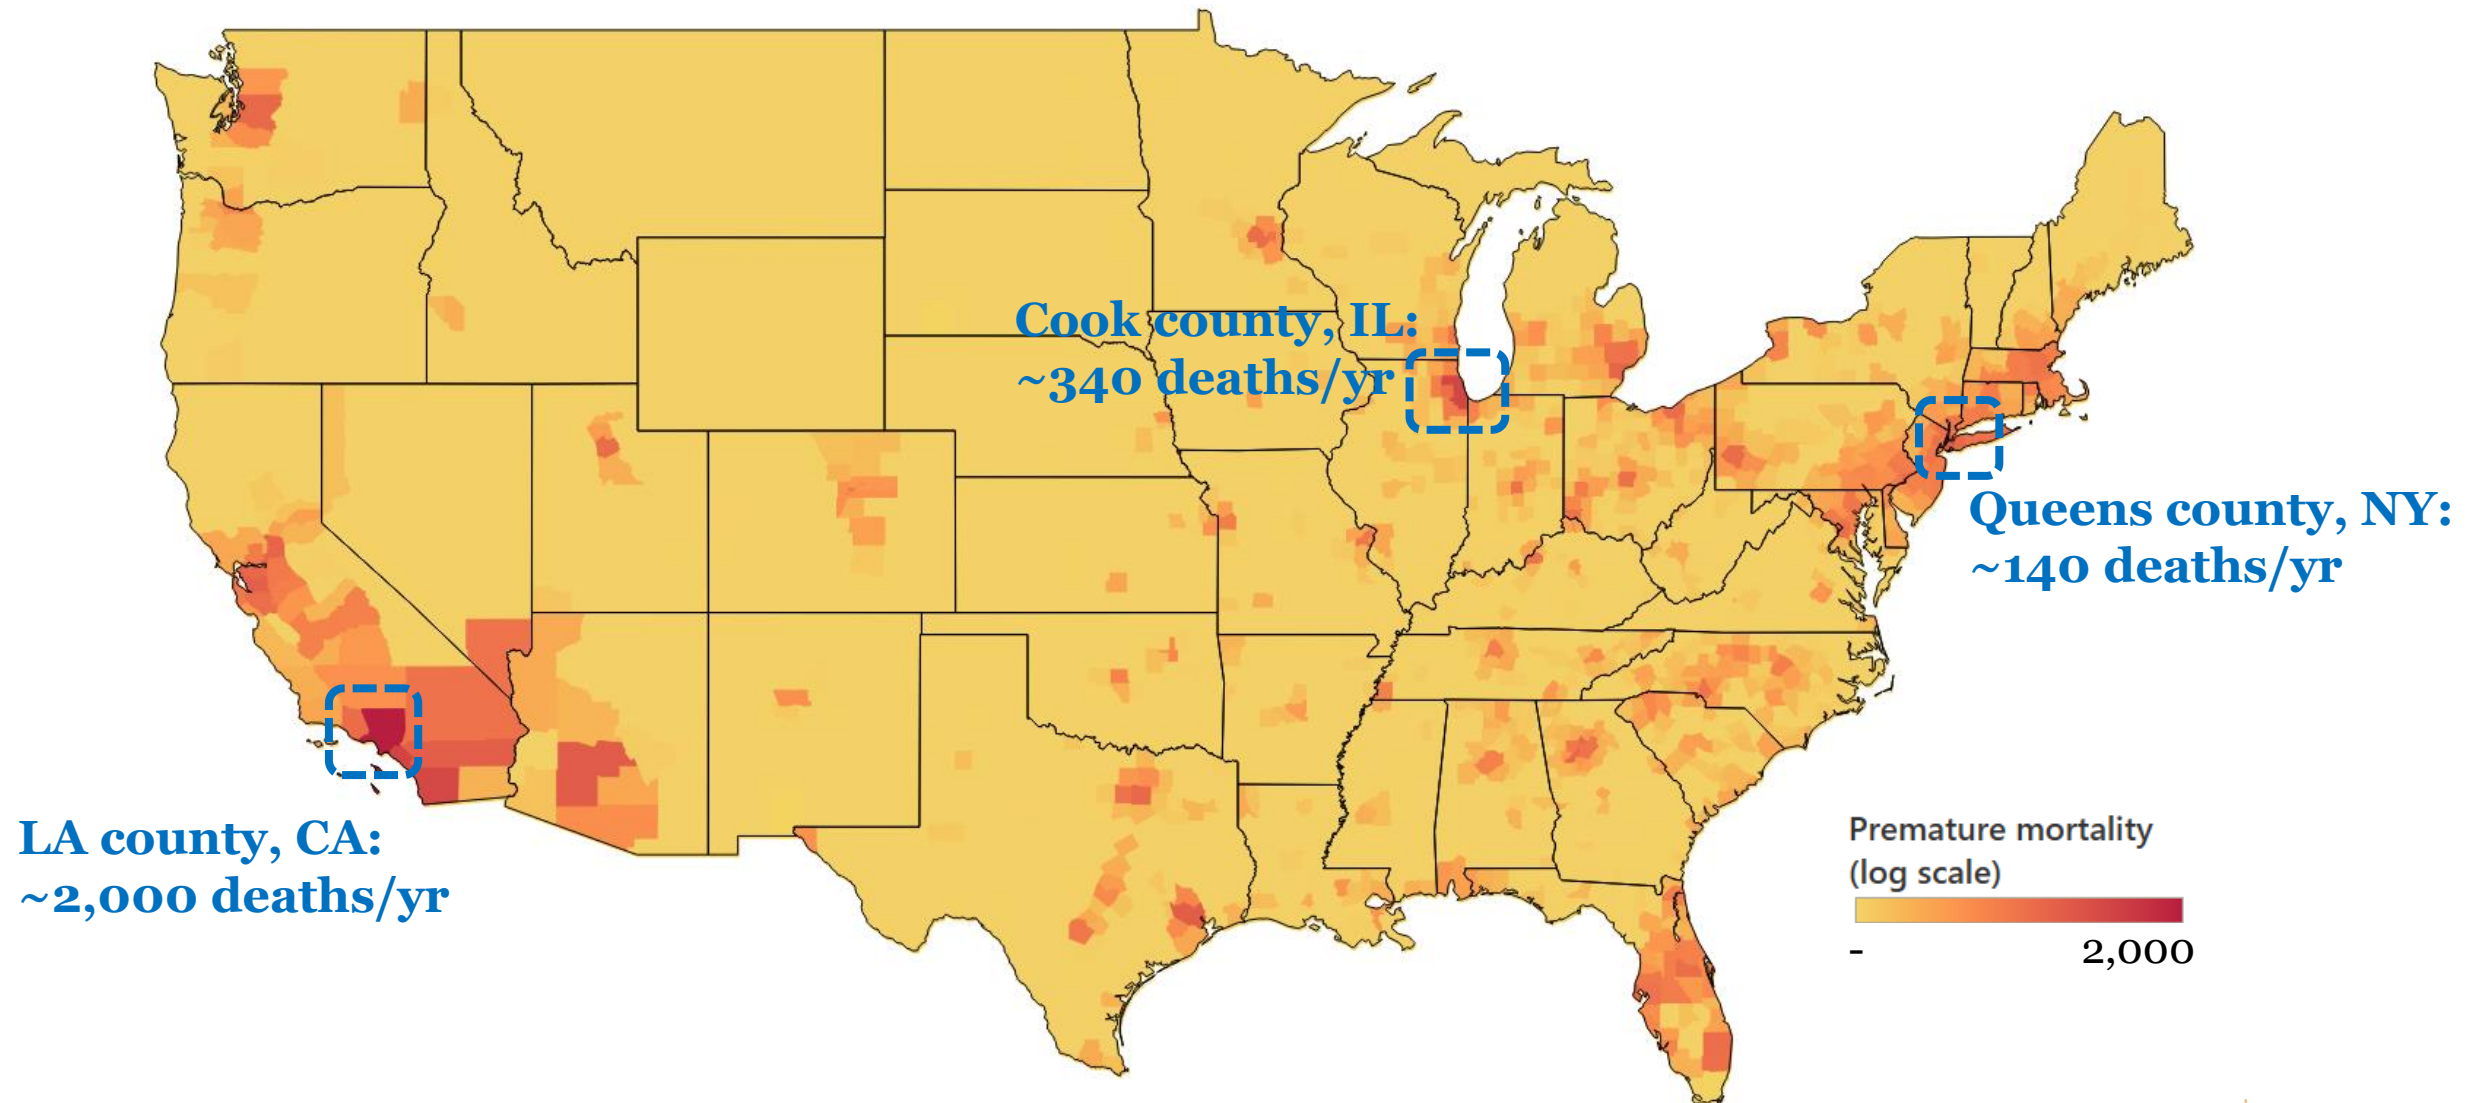 Cook county, IL:
~340 deaths/yr
Queens county, NY:
~140 deaths/yr
LA county, CA:
~2,000 deaths/yr
Premature mortality
(log scale)
- 2,000